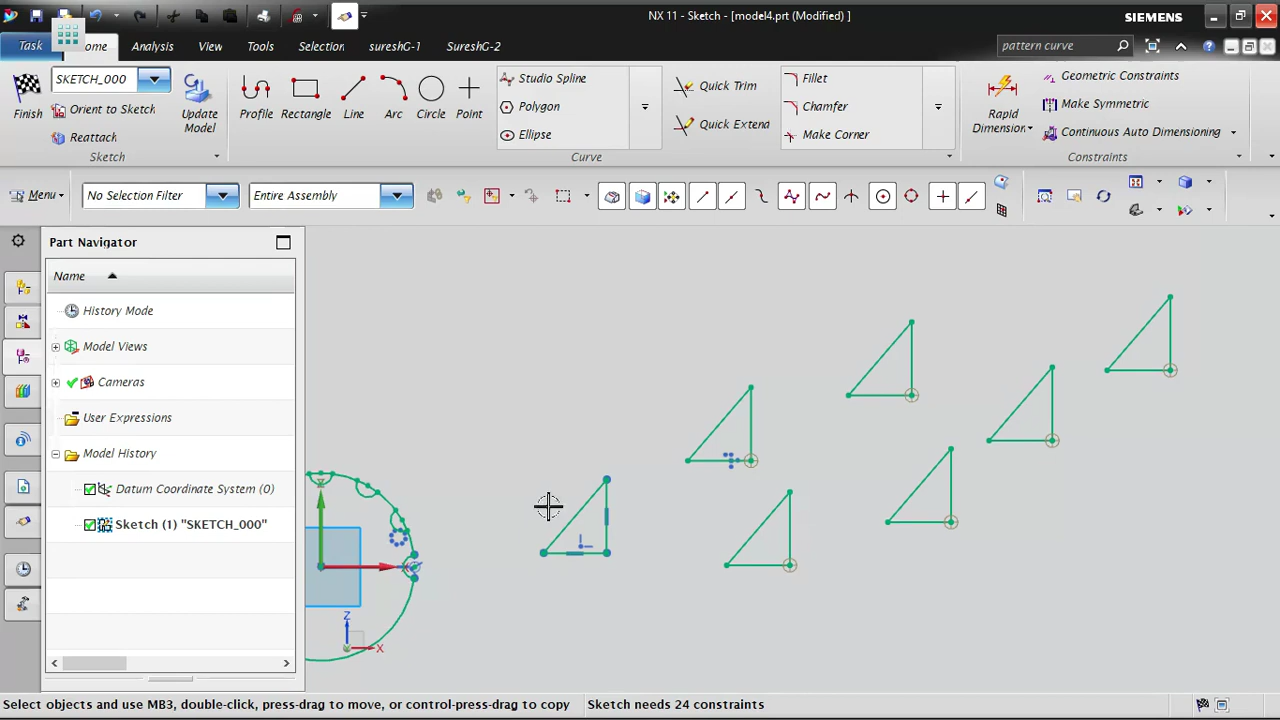 NX 11 - Sketch - [model4.prt (Modified) ]
SIEMENS
Task
ome
Analysis
View
Tools
Selection
sureshG-1
SureshG-2
pattern curve
Finish
SKETCH_000
Orient to Sketch
Reattach
Update Model
Sketch
Profile
Rectangle
Line
Arc
Circle
Point
Studio Spline
Polygon
Ellipse
Quick Trim
Quick Extend
Fillet
Chamfer
Make Corner
Curve
Rapid Dimension
Geometric Constraints
Make Symmetric
Continuous Auto Dimensioning
Constraints
Menu
No Selection Filter
Entire Assembly
Part Navigator
Name
History Mode
Model Views
Cameras
User Expressions
Model History
Datum Coordinate System (0)
Sketch (1) "SKETCH_000"
Y
Z
X
Select objects and use MB3, double-click, press-drag to move, or control-press-drag to copy
Sketch needs 24 constraints